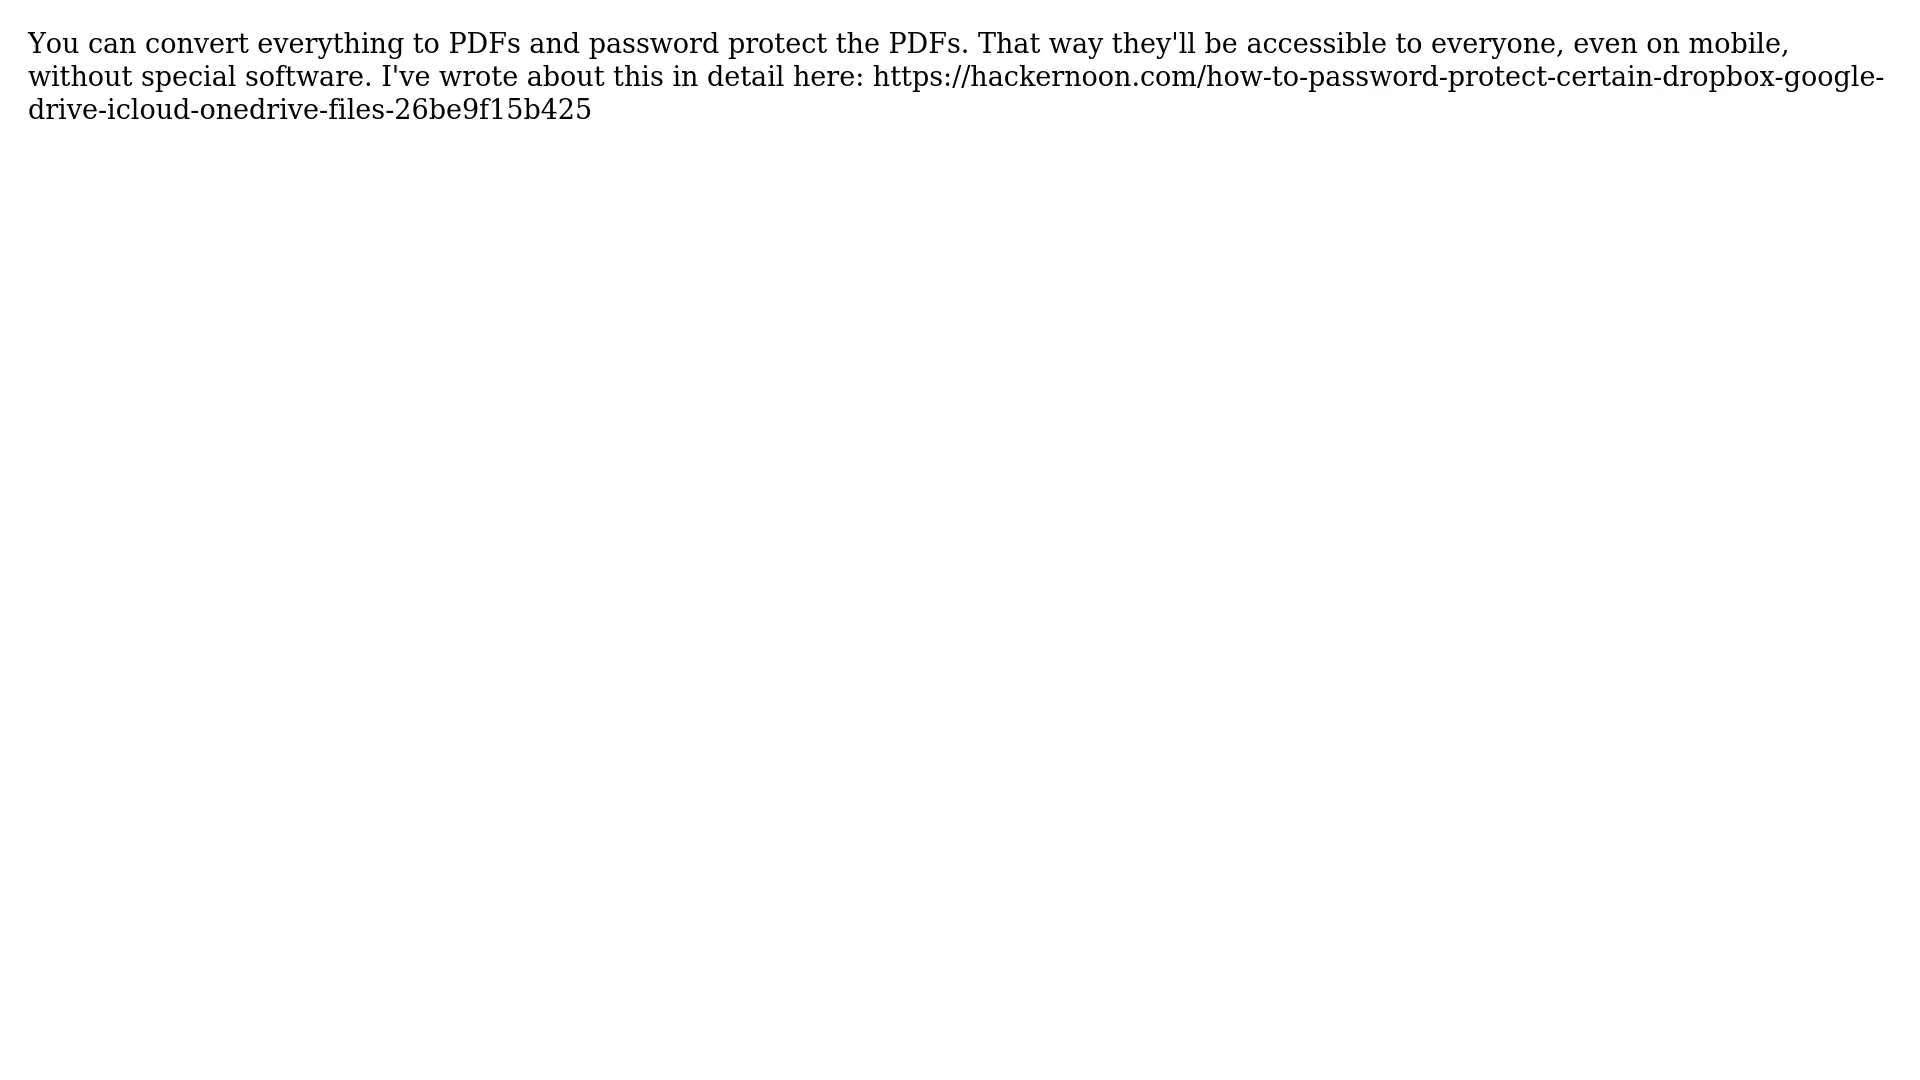 You can convert everything to PDFs and password protect the PDFs. That way they'll be accessible to everyone, even on mobile,
without special software. I've wrote about this in detail here: https://hackernoon.com/how-to-password-protect-certain-dropbox-google-
drive-icloud-onedrive-files-26be9f15b425